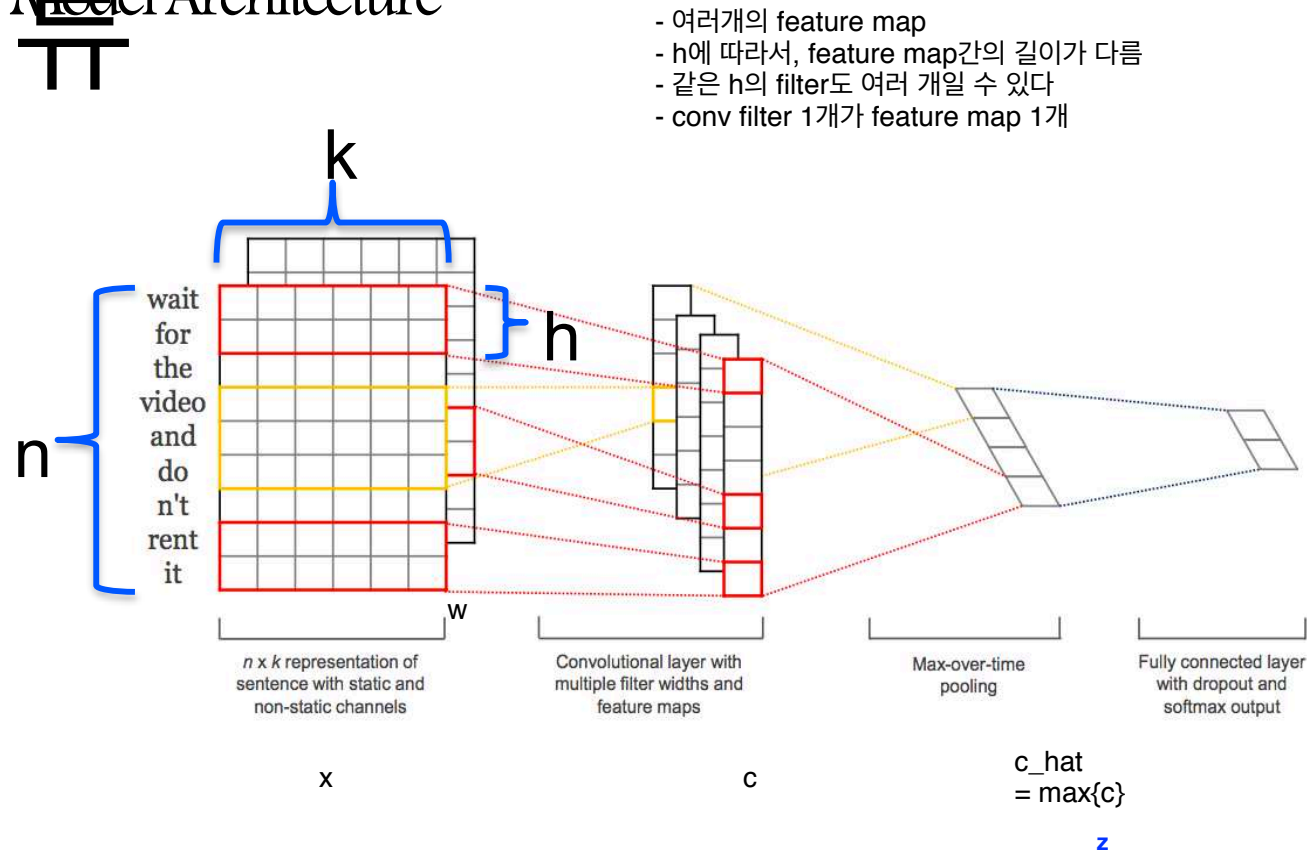 Model Architecture
- 여러개의 feature map
- h에 따라서, feature map간의 길이가 다름
- 같은 h의 filter도 여러 개일 수 있다
- conv filter 1개가 feature map 1개
k
wait
for
the
video
and
do
n't
rent
it
n
h
w
n x k representation of
sentence with static and
non-static channels
Convolutional layer with
multiple filter widths and
feature maps
Max-over-time
pooling
Fully connected layer
with dropout and
softmax output
x
c
c_hat
= max{c}
z